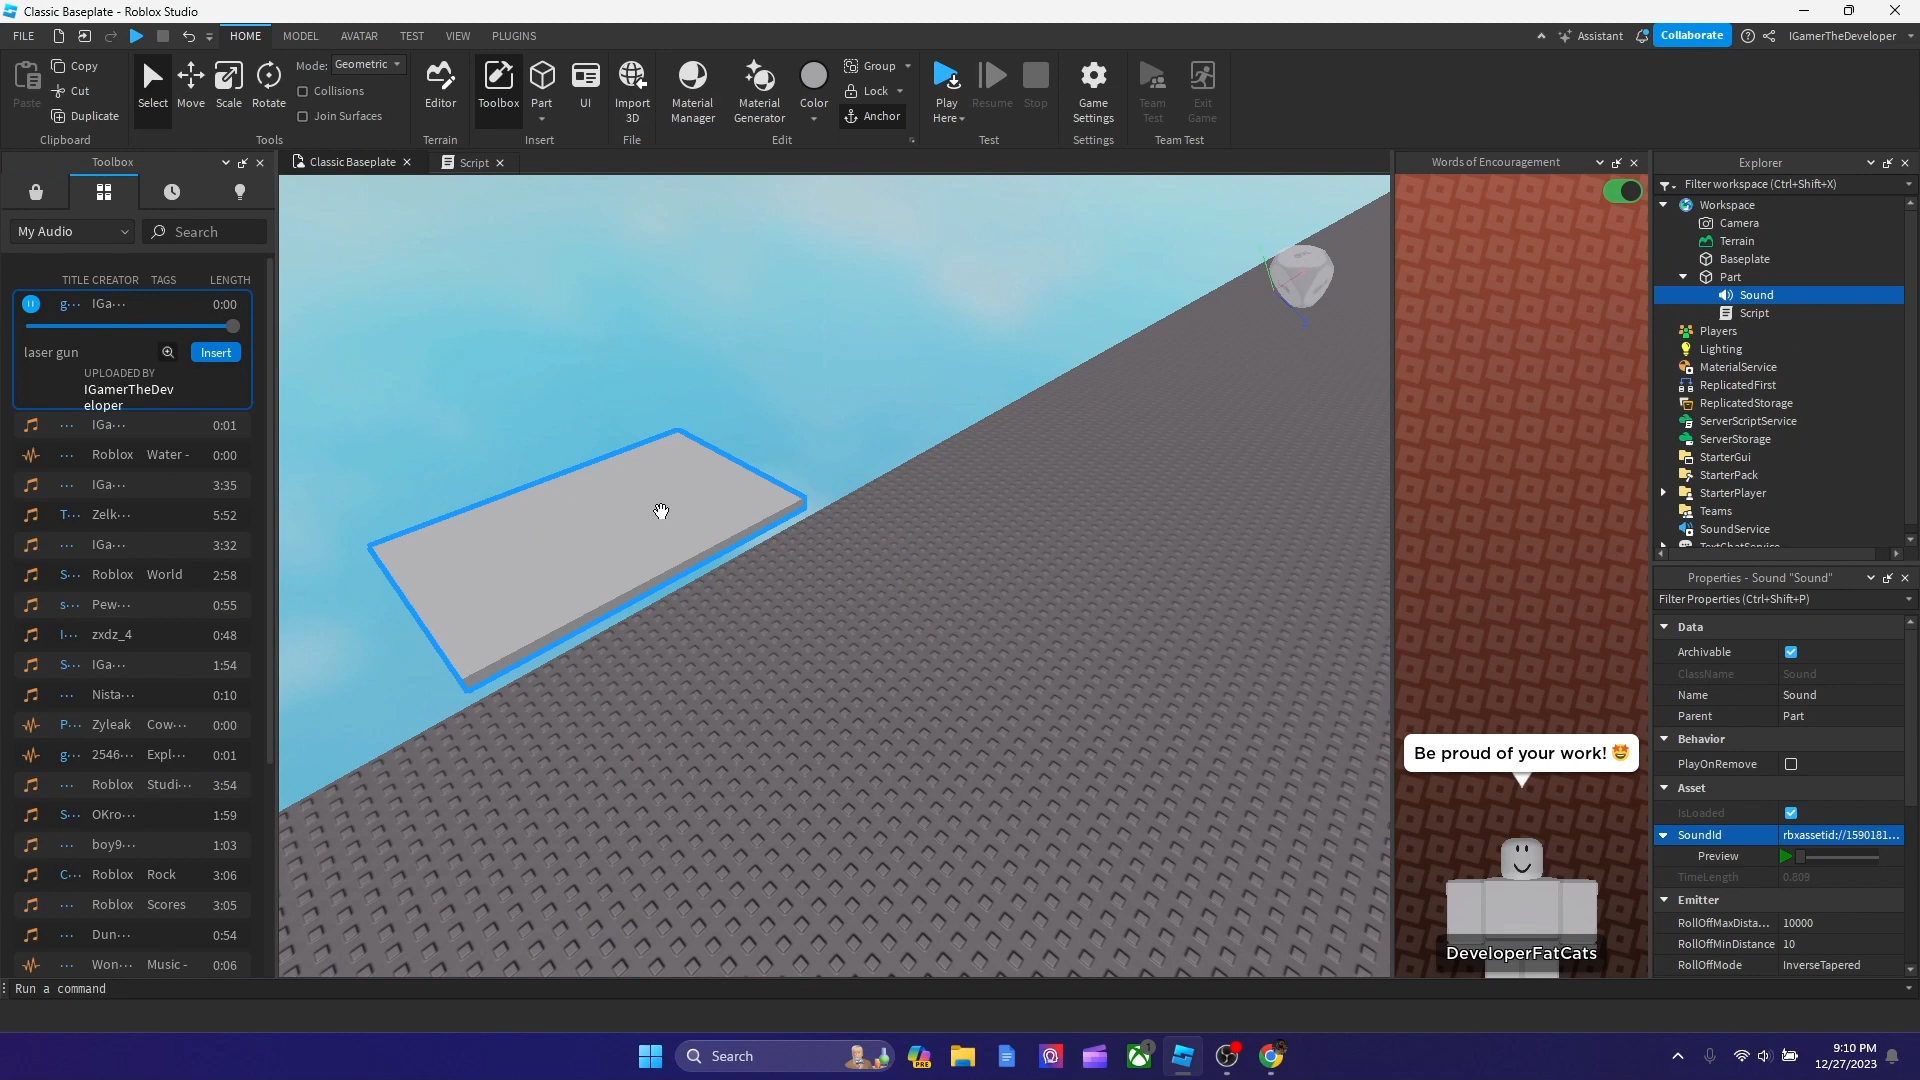 Classic Baseplate - Roblox Studio
FILE
HOME
MODEL
AVATAR
TEST
VIEW
PLUGINS
Assistant
Collaborate
IGamerTheDeveloper
Paste
Copy
Cut
Duplicate
Clipboard
Select
Move
Scale
Rotate
Mode: Geometric
Collisions
Join Surfaces
Tools
Editor
Terrain
Toolbox
Part
UI
Insert
Import
3D
File
Material
Manager
Material
Generator
Color
Group
Lock
Anchor
Edit
Play
Here
Resume
Stop
Test
Game
Settings
Settings
Team
Test
Exit
Game
Team Test
Toolbox
Classic Baseplate
Script
Words of Encouragement
Explorer
My Audio
Search
TITLE CREATOR TAGS LENGTH
g··· IGa··· 0:00
laser gun
Insert
UPLOADED BY
IGamerTheDev
eloper
··· IGa··· 0:01
··· Roblox Water - 0:00
··· IGa··· 3:35
T··· Zelk··· 5:52
··· IGa··· 3:32
S··· Roblox World 2:58
s··· Pew··· 0:55
I··· zxdz_4 0:48
S··· IGa··· 1:54
··· Nista··· 0:10
P··· Zyleak Cow··· 0:00
g··· 2546··· Expl··· 0:01
··· Roblox Studi··· 3:54
S··· OKro··· 1:59
··· boy9··· 1:03
C··· Roblox Rock 3:06
··· Roblox Scores 3:05
··· Dun··· 0:54
··· Won··· Music - 0:06
Be proud of your work!
DeveloperFatCats
Filter workspace (Ctrl+Shift+X)
Workspace
Camera
Terrain
Baseplate
Part
Sound
Script
Players
Lighting
MaterialService
ReplicatedFirst
ReplicatedStorage
ServerScriptService
ServerStorage
StarterGui
StarterPack
StarterPlayer
Teams
SoundService
TextChatService
Properties - Sound "Sound"
Filter Properties (Ctrl+Shift+P)
Data
Archivable
ClassName Sound
Name Sound
Parent Part
Behavior
PlayOnRemove
Asset
IsLoaded
SoundId rbxassetid://1590181...
Preview
TimeLength 0.809
Emitter
RollOffMaxDista... 10000
RollOffMinDistance 10
RollOffMode InverseTapered
Run a command
Search
PRE
1
9:10 PM
12/27/2023